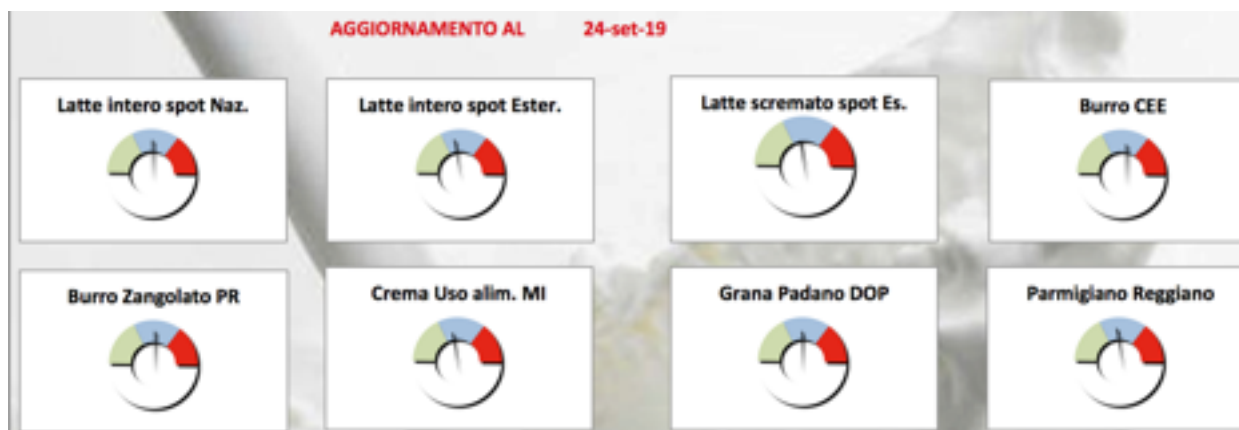 AGGIORNAMENTO AL 24-set-19
Latte intero spot Naz.
Latte intero spot Ester.
Latte scremato spot Es.
Burro CEE
Burro Zangolato PR
Crema Uso alim. MI
Grana Padano DOP
Parmigiano Reggiano